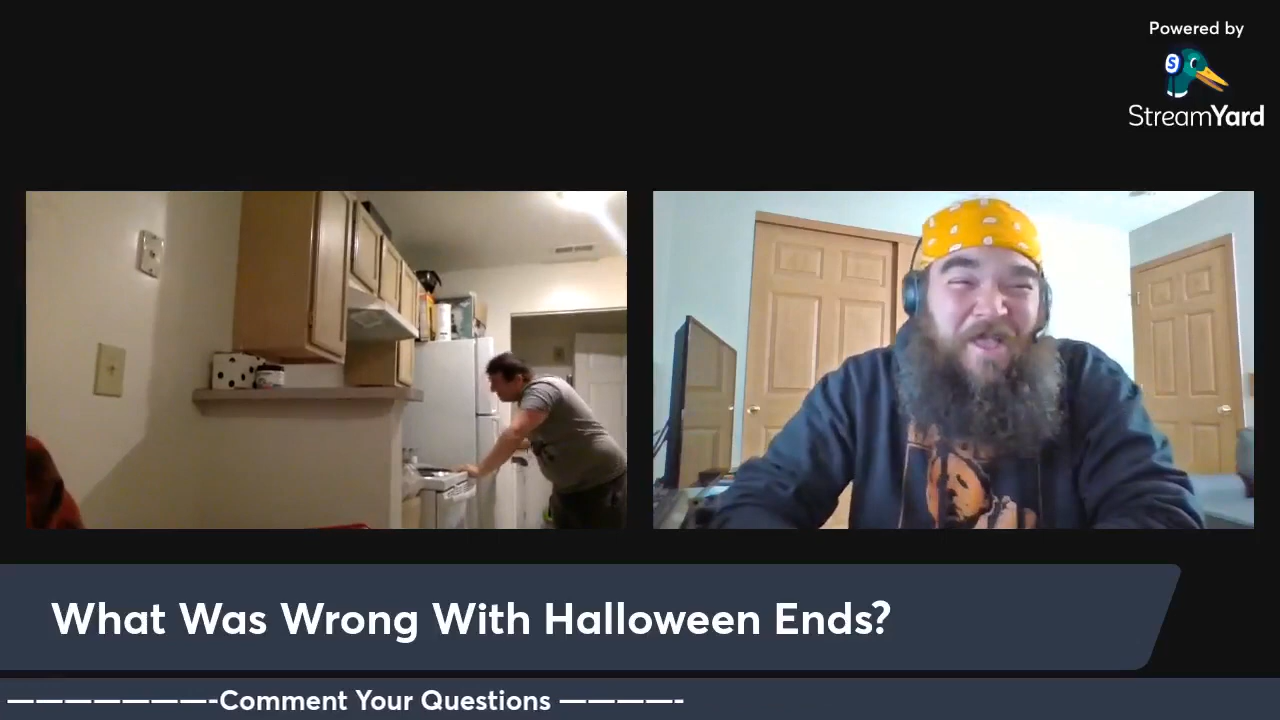 Powered by
StreamYard
What Was Wrong With Halloween Ends?
———————-Comment Your Questions ————-